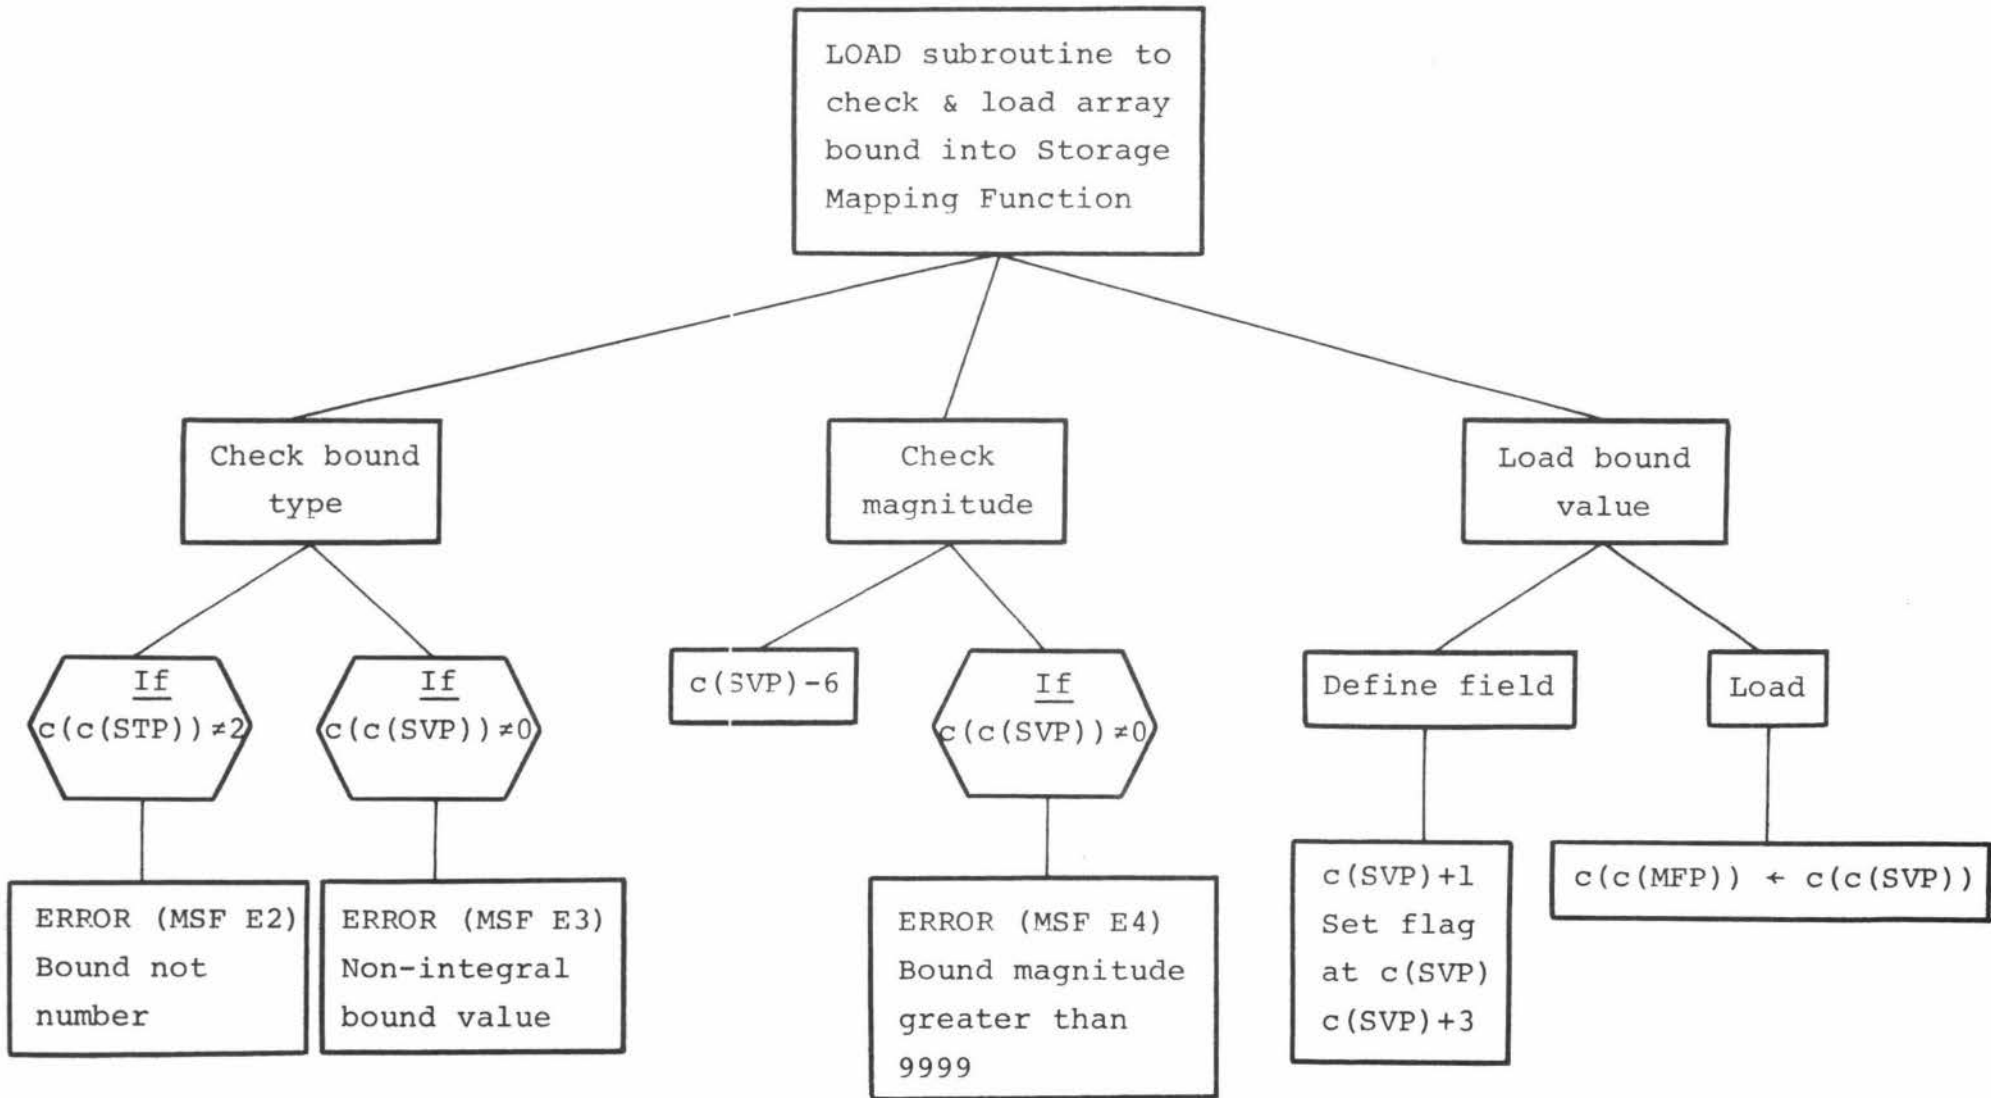 LOAD subroutine to
check & load array
bound into Storage
Mapping Function
Check bound
type
Check
magnitude
Load bound
value
If
c(c(STP))≠2
If
c(c(SVP))≠0
c(SVP)-6
If
c(c(SVP))≠0
Define field
Load
ERROR (MSF E2)
Bound not
number
ERROR (MSF E3)
Non-integral
bound value
ERROR (MSF E4)
Bound magnitude
greater than
9999
c(SVP)+1
Set flag
at c(SVP)
c(SVP)+3
c(c(MFP)) ← c(c(SVP))